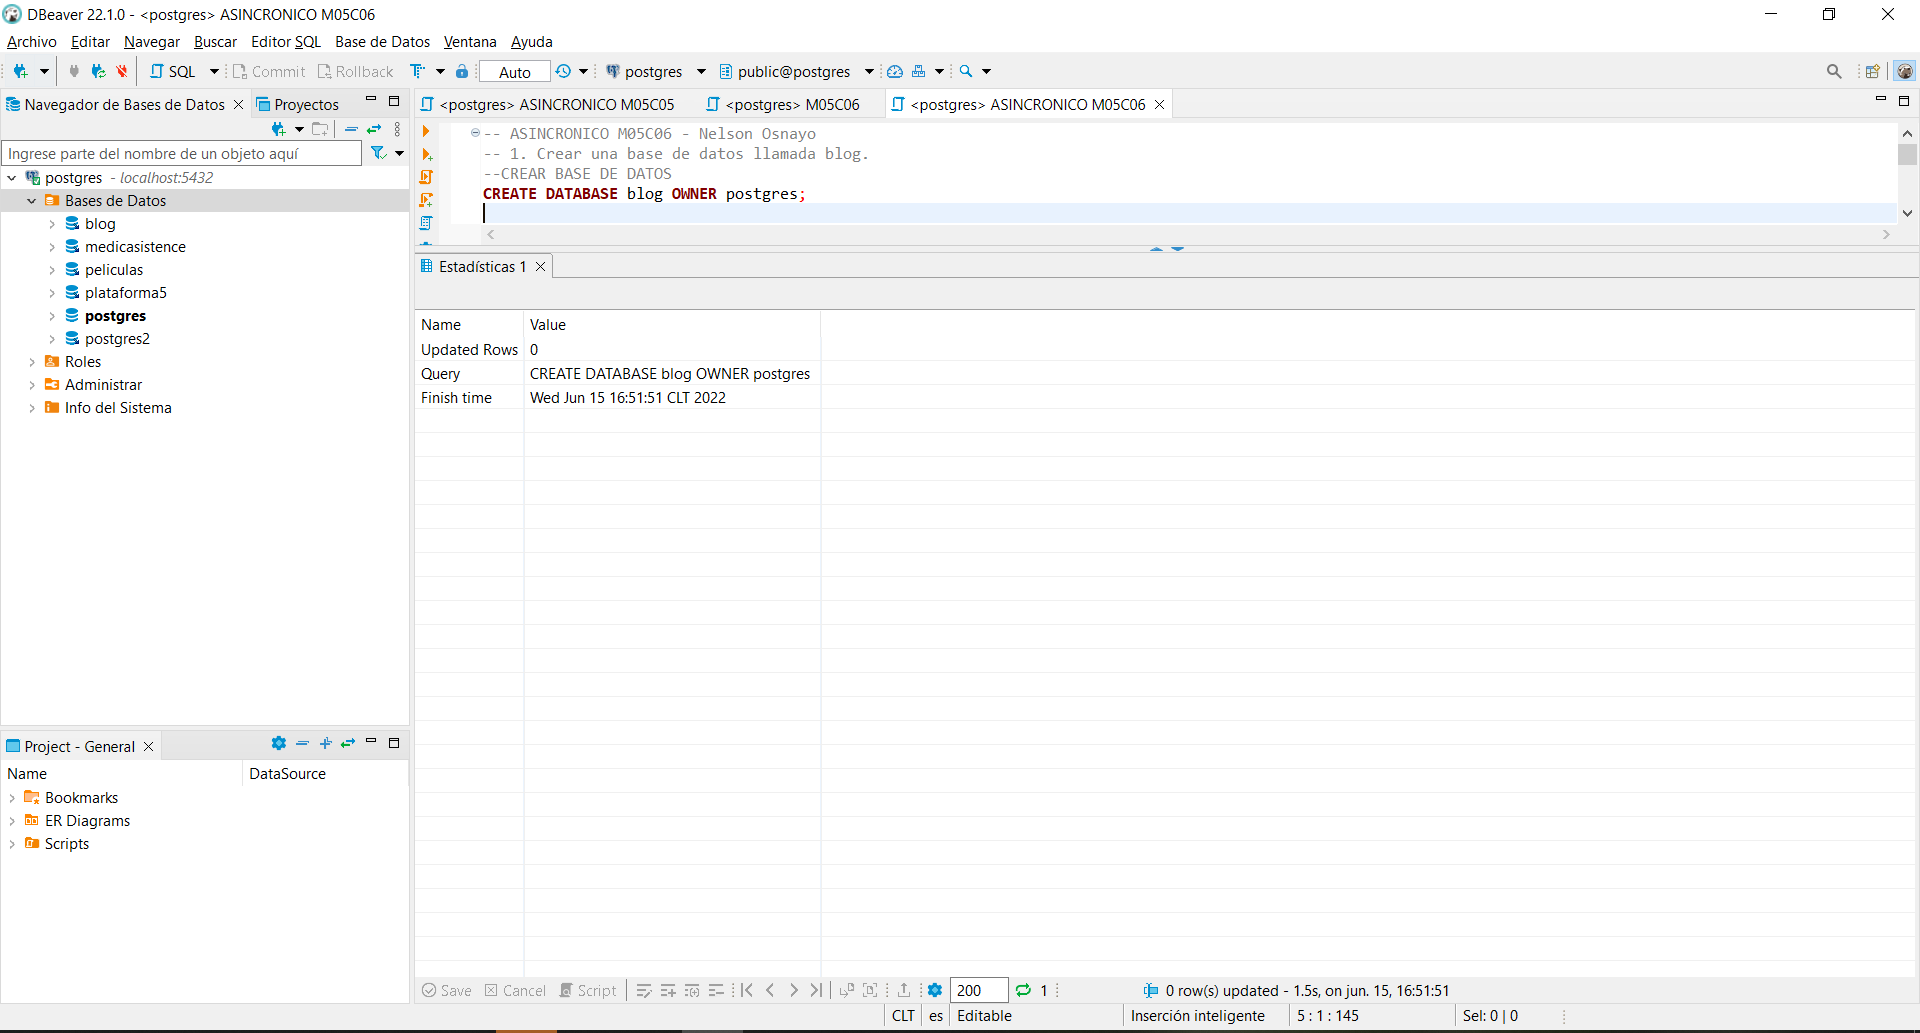 DBeaver 22.1.0 - <postgres> ASINCRONICO M05C06
Archivo Editar Navegar Buscar Editor SQL Base de Datos Ventana Ayuda
SQL Commit Rollback Auto postgres public@postgres
Navegador de Bases de Datos Proyectos
Ingrese parte del nombre de un objeto aquí
postgres - localhost:5432
Bases de Datos
blog
medicasistence
peliculas
plataforma5
postgres
postgres2
Roles
Administrar
Info del Sistema
<postgres> ASINCRONICO M05C05 <postgres> M05C06 <postgres> ASINCRONICO M05C06
-- ASINCRONICO M05C06 - Nelson Osnayo
-- 1. Crear una base de datos llamada blog.
--CREAR BASE DE DATOS
CREATE DATABASE blog OWNER postgres;
Estadísticas 1
Name Value
Updated Rows 0
Query CREATE DATABASE blog OWNER postgres
Finish time Wed Jun 15 16:51:51 CLT 2022
Project - General
Name DataSource
Bookmarks
ER Diagrams
Scripts
Save Cancel Script 200 1 0 row(s) updated - 1.5s, on jun. 15, 16:51:51
CLT es Editable Inserción inteligente 5 : 1 : 145 Sel: 0 | 0